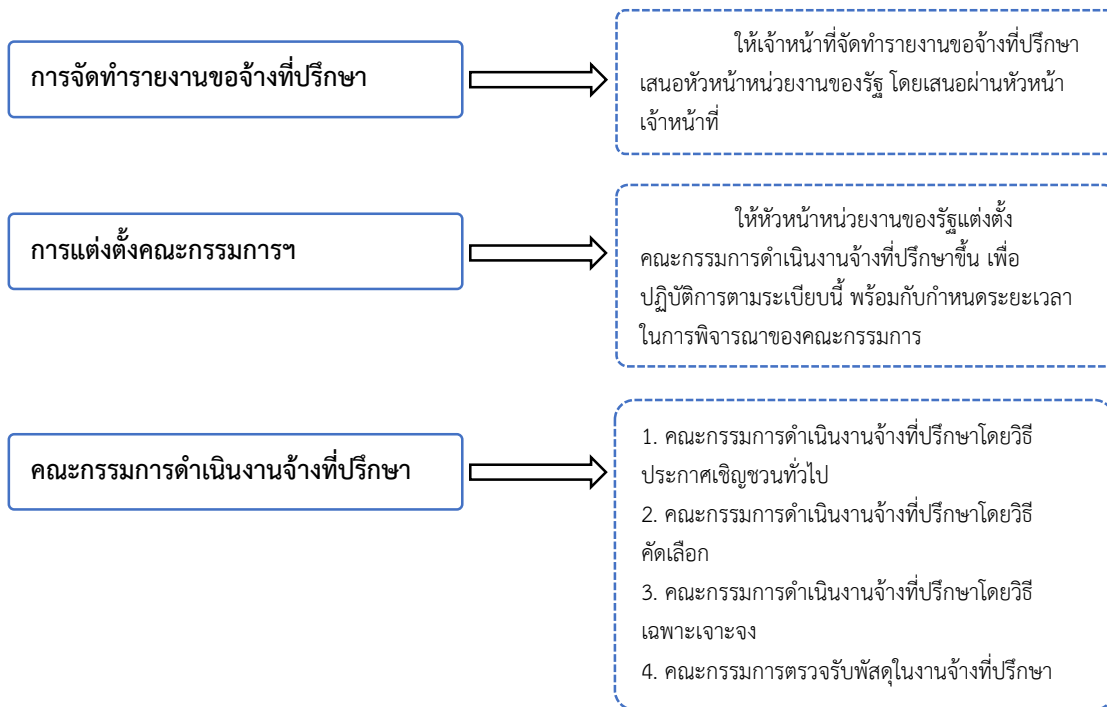 การจัดทำรายงานขอจ้างที่ปรึกษา
ให้เจ้าหน้าที่จัดทำรายงานขอจ้างที่ปรึกษา
เสนอหัวหน้าหน่วยงานของรัฐ โดยเสนอผ่านหัวหน้า
เจ้าหน้าที่
การแต่งตั้งคณะกรรมการฯ
ให้หัวหน้าหน่วยงานของรัฐแต่งตั้ง
คณะกรรมการดำเนินงานจ้างที่ปรึกษาขึ้น เพื่อ
ปฏิบัติการตามระเบียบนี้ พร้อมกับกำหนดระยะเวลา
ในการพิจารณาของคณะกรรมการ
คณะกรรมการดำเนินงานจ้างที่ปรึกษา
1. คณะกรรมการดำเนินงานจ้างที่ปรึกษาโดยวิธี
ประกาศเชิญชวนทั่วไป
2. คณะกรรมการดำเนินงานจ้างที่ปรึกษาโดยวิธี
คัดเลือก
3. คณะกรรมการดำเนินงานจ้างที่ปรึกษาโดยวิธี
เฉพาะเจาะจง
4. คณะกรรมการตรวจรับพัสดุในงานจ้างที่ปรึกษา